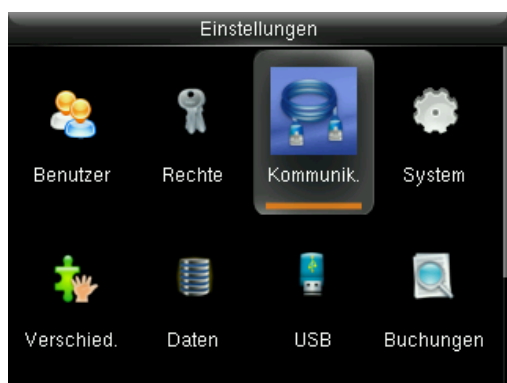 Einstellungen
Benutzer Rechte Kommunik. System
Verschied. Daten USB Buchungen